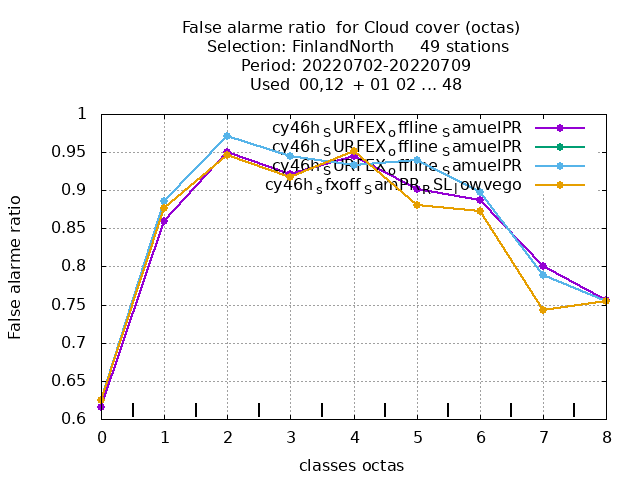 False alarme ratio for Cloud cover (octas)
Selection: FinlandNorth 49 stations
Period: 20220702-20220709
Used 00,12 + 01 02 ... 48
cy46h_SURFEX_offline_SamuelPR
cy46h_SURFEX_offline_SamuelPR
cy46h_SURFEX_offline_SamuelPR
cy46h_sfxoff_SamPR_RSL_lowvego
False alarme ratio
1
0.95
0.9
0.85
0.8
0.75
0.7
0.65
0.6
0 1 2 3 4 5 6 7 8
classes octas